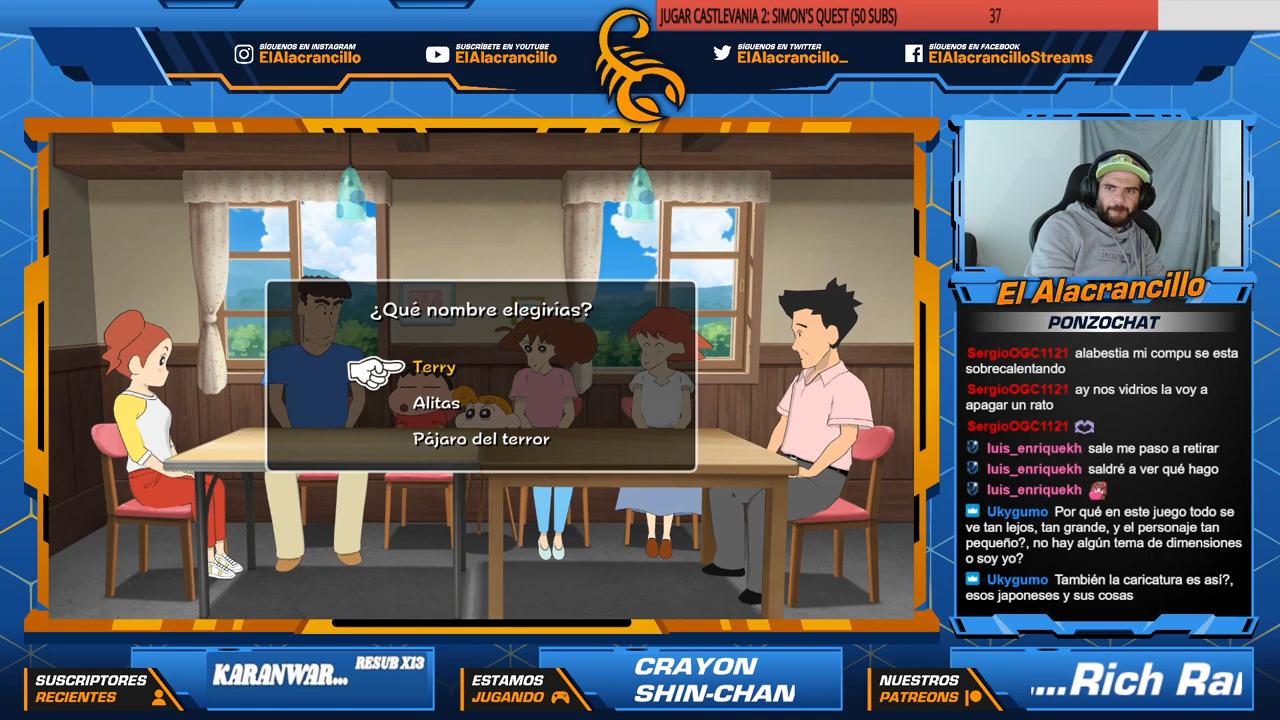 JUGAR CASTLEVANIA 2: SIMON'S QUEST (50 SUBS) 37
SÍGUENOS EN INSTAGRAM
ElAlacrancillo
SUSCRÍBETE EN YOUTUBE
ElAlacrancillo
SÍGUENOS EN TWITTER
ElAlacrancillo_
SÍGUENOS EN FACEBOOK
ElAlacrancilloStreams
¿Qué nombre elegirías?
Terry
Alitas
Pájaro del terror
El Alacrancillo
PONZOCHAT
SergioOGC1121 alabestia mi compu se esta
sobrecalentando
SergioOGC1121 ay nos vidrios la voy a
apagar un rato
SergioOGC1121
luis_enriquekh sale me paso a retirar
luis_enriquekh saldré a ver qué hago
luis_enriquekh
Ukygumo Por qué en este juego todo se
ve tan lejos, tan grande, y el personaje tan
pequeño?, no hay algún tema de dimensiones
o soy yo?
Ukygumo También la caricatura es así?,
esos japoneses y sus cosas
SUSCRIPTORES
RECIENTES
KARANWAR... RESUB X13
ESTAMOS
JUGANDO
CRAYON
SHIN-CHAN
NUESTROS
PATREONS
...Rich Ra